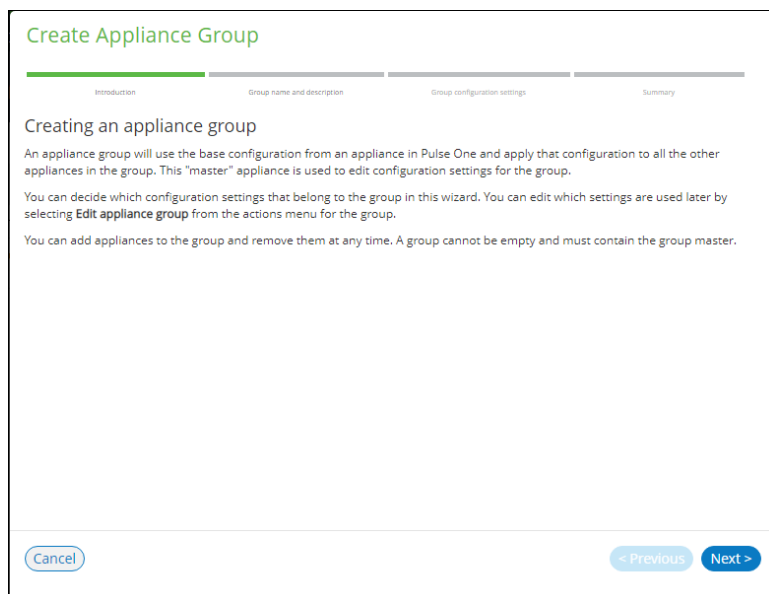 Create Appliance Group
Introduction
Group name and description
Group configuration settings
Summary
Creating an appliance group
An appliance group will use the base configuration from an appliance in Pulse One and apply that configuration to all the other
appliances in the group. This "master" appliance is used to edit configuration settings for the group.
You can decide which configuration settings that belong to the group in this wizard. You can edit which settings are used later by
selecting Edit appliance group from the actions menu for the group.
You can add appliances to the group and remove them at any time. A group cannot be empty and must contain the group master.
Cancel
< Previous
Next >